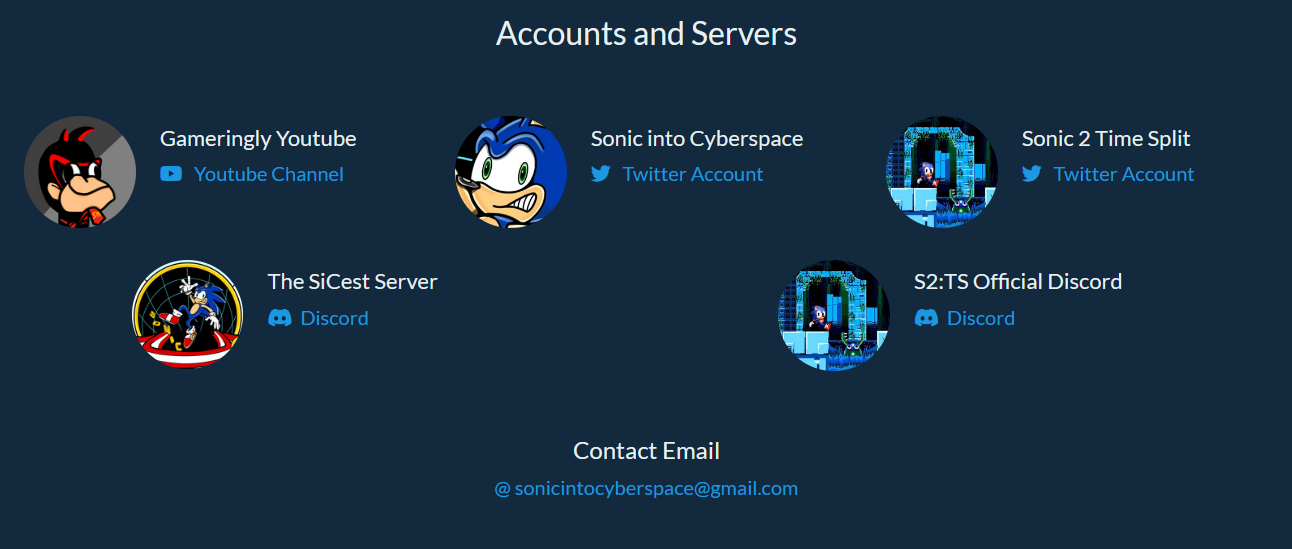 Accounts and Servers
Gameringly Youtube
Youtube Channel
Sonic into Cyberspace
Twitter Account
Sonic 2 Time Split
Twitter Account
The SiCest Server
Discord
S2:TS Official Discord
Discord
Contact Email
@ sonicintocyberspace@gmail.com